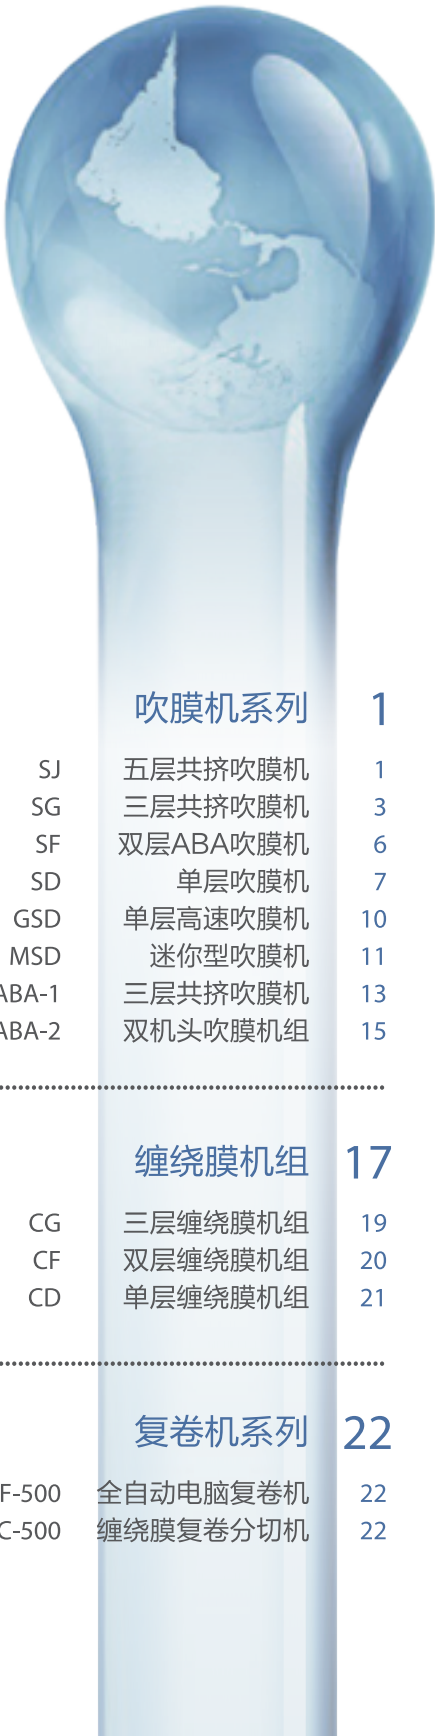 吹膜机系列 1
SJ 五层共挤吹膜机 1
SG 三层共挤吹膜机 3
SF 双层ABA吹膜机 6
SD 单层吹膜机 7
GSD 单层高速吹膜机 10
MSD 迷你型吹膜机 11
ABA-1 三层共挤吹膜机 13
ABA-2 双机头吹膜机组 15
缠绕膜机组 17
CG 三层缠绕膜机组 19
CF 双层缠绕膜机组 20
CD 单层缠绕膜机组 21
复卷机系列 22
F-500 全自动电脑复卷机 22
C-500 缠绕膜复卷分切机 22